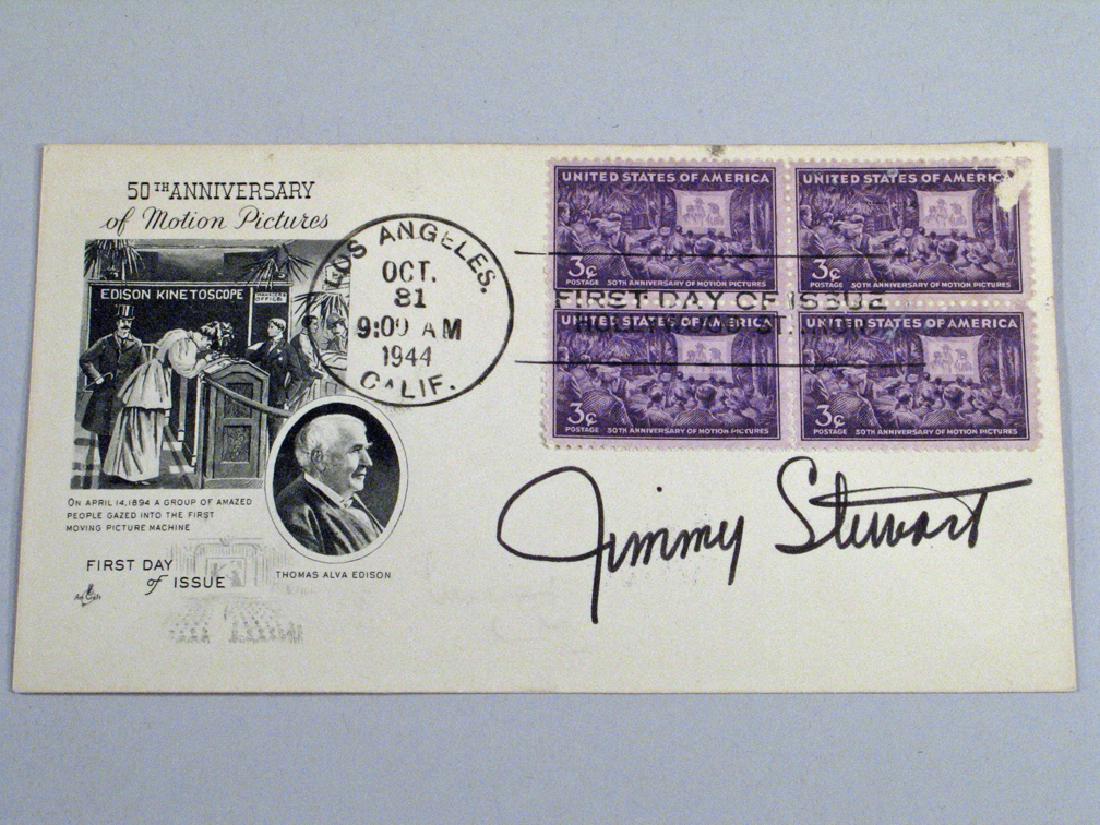 50TH ANNIVERSARY
of Motion Pictures
EDISON KINETOSCOPE
OFFICE
ON APRIL 14, 1894 A GROUP OF AMAZED
PEOPLE GAZED INTO THE FIRST
MOVING PICTURE MACHINE
THOMAS ALVA EDISON
FIRST DAY
of ISSUE
Art Craft
LOS ANGELES,
OCT.
31
9:00 AM
1944
CALIF.
UNITED STATES OF AMERICA
3¢
POSTAGE 50TH ANNIVERSARY OF MOTION PICTURES
UNITED STATES OF AMERICA
3¢
POSTAGE 50TH ANNIVERSARY OF MOTION PICTURES
FIRST DAY OF ISSUE
UNITED STATES OF AMERICA
3¢
POSTAGE 50TH ANNIVERSARY OF MOTION PICTURES
UNITED STATES OF AMERICA
3¢
POSTAGE 50TH ANNIVERSARY OF MOTION PICTURES
Jimmy Stewart